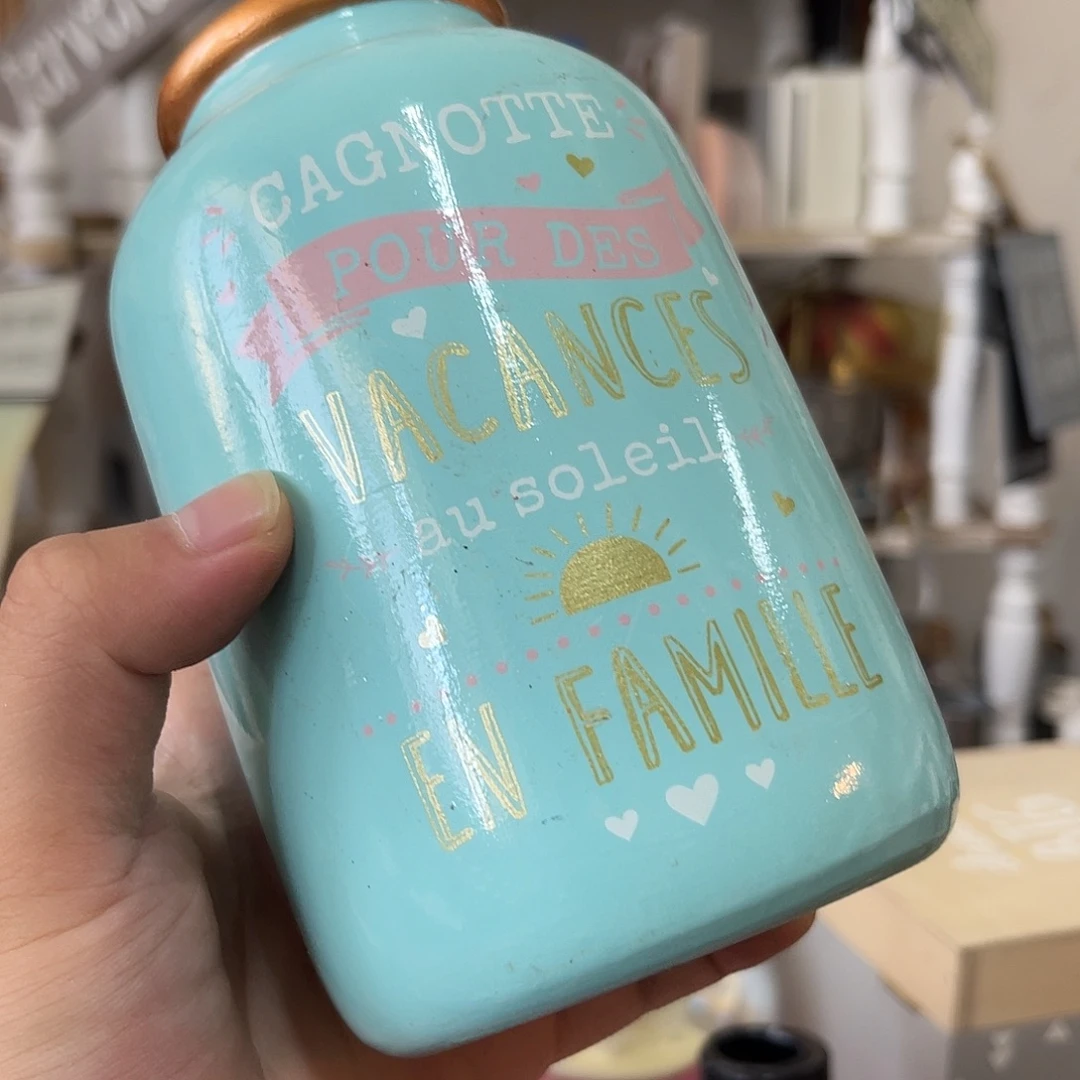 CAGNOTTE
POUR DES
VACANCES
au soleil
EN FAMILLE